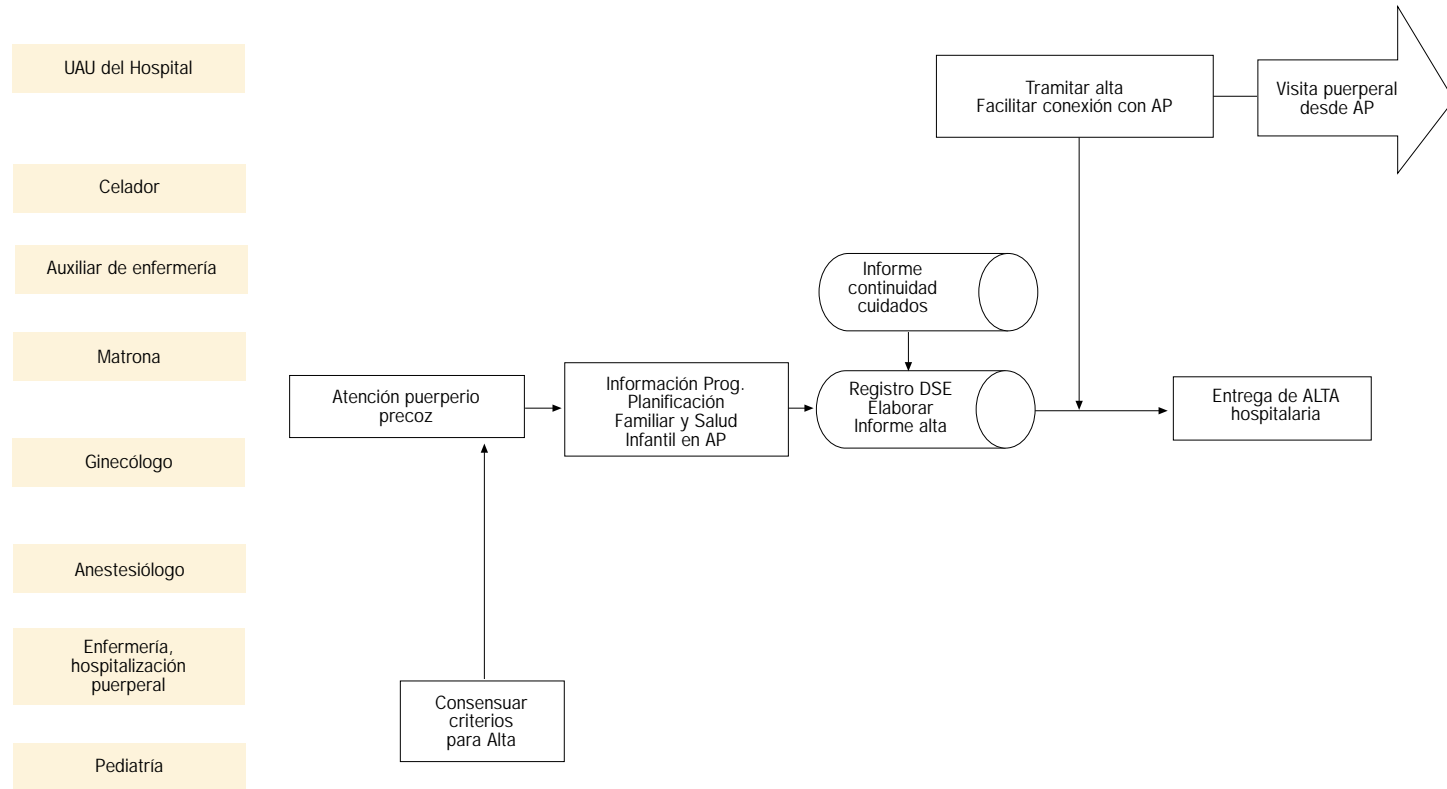 UAU del Hospital
Celador
Auxiliar de enfermería
Matrona
Ginecólogo
Anestesiólogo
Enfermería,
hospitalización
puerperal
Pediatría
Tramitar alta
Facilitar conexión con AP
Visita puerperal
desde AP
Informe
continuidad
cuidados
Atención puerperio
precoz
Información Prog.
Planificación
Familiar y Salud
Infantil en AP
Registro DSE
Elaborar
Informe alta
Entrega de ALTA
hospitalaria
Consensuar
criterios
para Alta